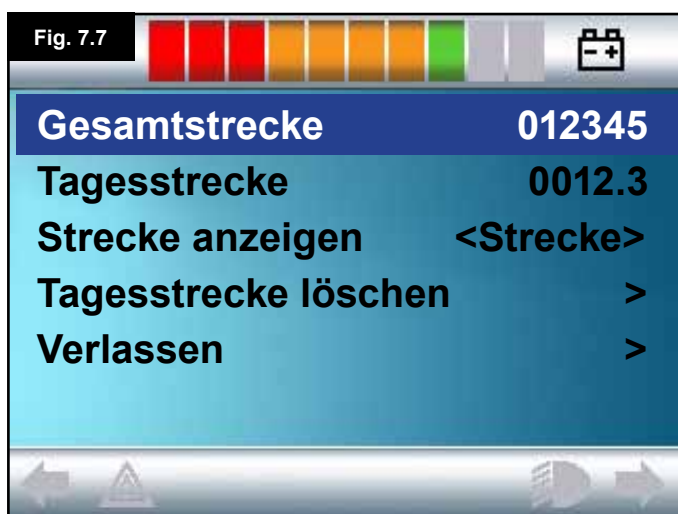 Fig. 7.7
Gesamtstrecke 012345
Tagesstrecke 0012.3
Strecke anzeigen <Strecke>
Tagesstrecke löschen >
Verlassen >